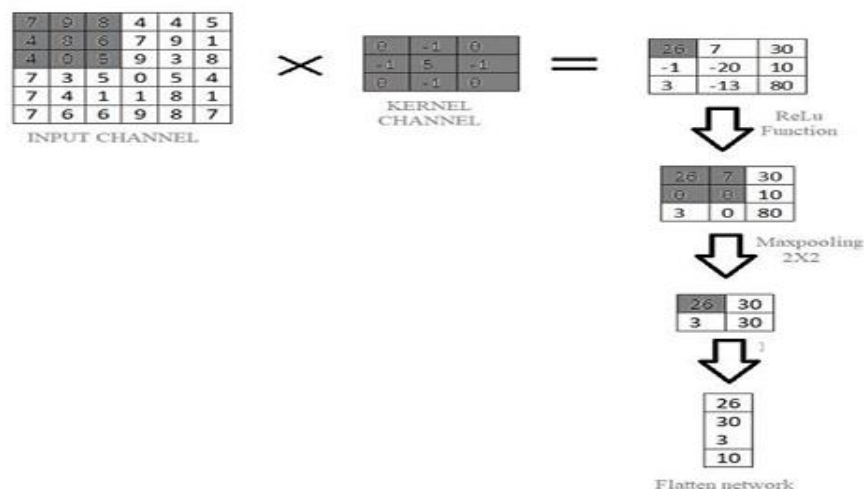 7 9 8 4 4 5
4 8 6 7 9 1
4 0 5 9 3 8
7 3 5 0 5 4
7 4 1 1 8 1
7 6 6 9 8 7
INPUT CHANNEL
0 -1 0
-1 5 -1
0 -1 0
KERNEL
CHANNEL
26 7 30
-1 -20 10
3 -13 80
ReLu
Function
26 7 30
0 0 10
3 0 80
Maxpooling
2X2
26 30
3 30
26
30
3
10
Flatten network